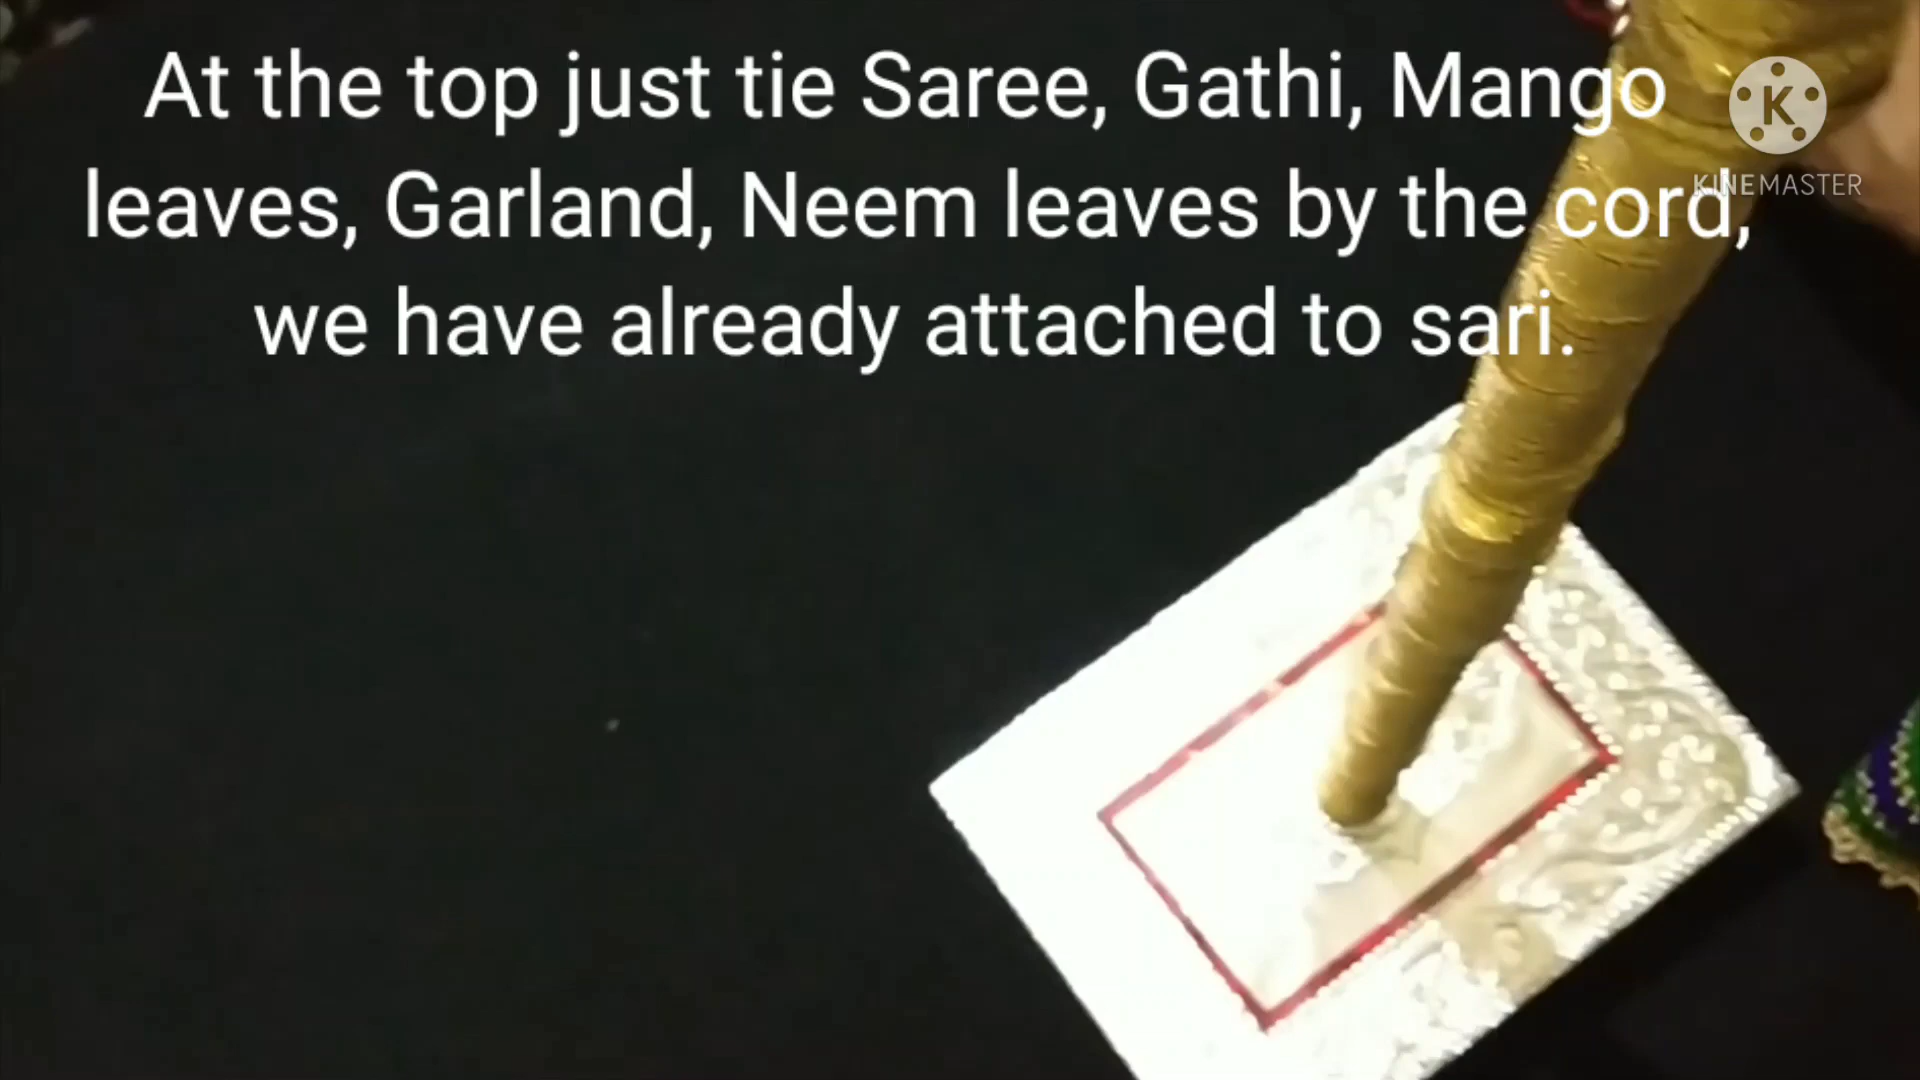 At the top just tie Saree, Gathi, Mango
leaves, Garland, Neem leaves by the cord,
we have already attached to sari.
K
KINEMASTER